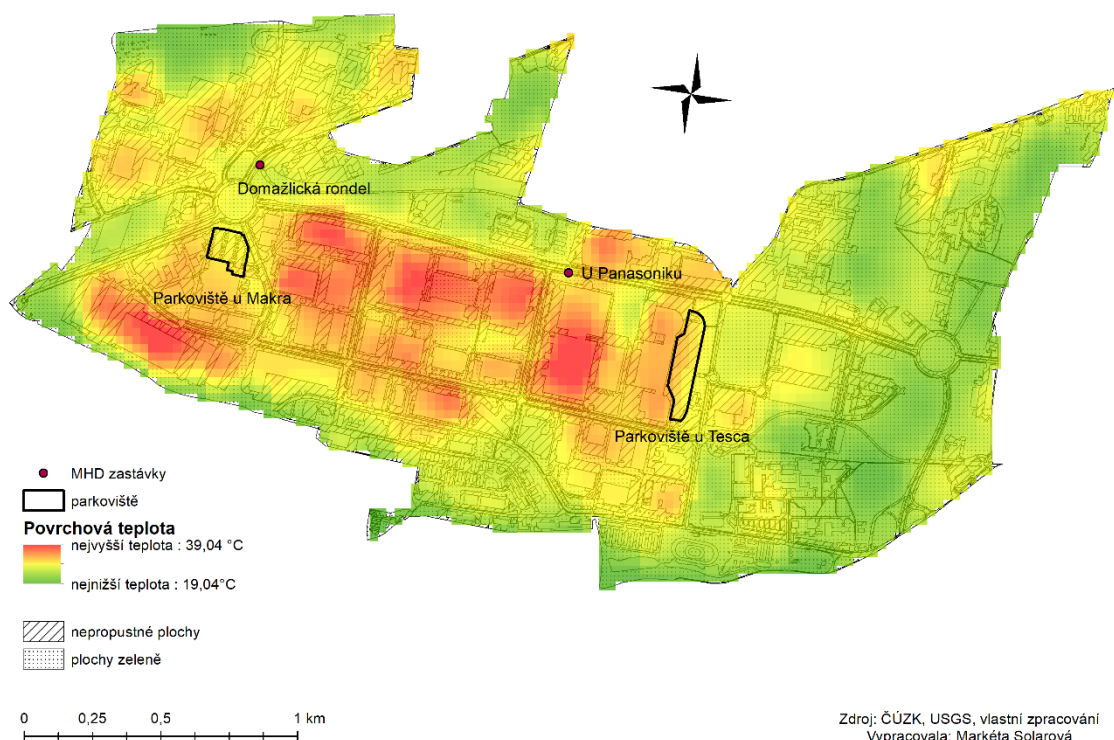 Domažlická rondel
U Panasoniku
Parkoviště u Makra
Parkoviště u Tesca
MHD zastávky
parkoviště
Povrchová teplota
nejvyšší teplota : 39,04 °C
nejnižší teplota : 19,04°C
nepropustné plochy
plochy zeleně
0 0,25 0,5 1 km
Zdroj: ČÚZK, USGS, vlastní zpracování
Vypracovala: Markéta Solarová